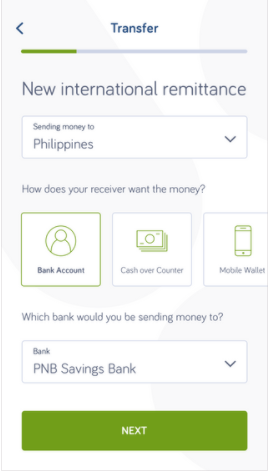 Transfer
New international remittance
Sending money to
Philippines
How does your receiver want the money?
Bank Account
Cash over Counter
Mobile Wallet
Which bank would you be sending money to?
Bank
PNB Savings Bank
NEXT